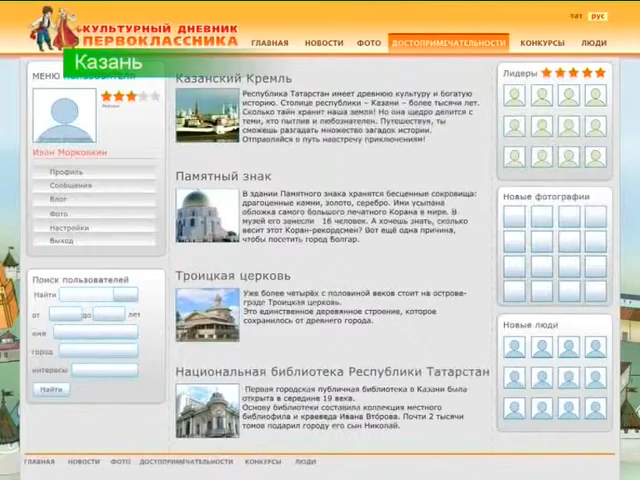 КУЛЬТУРНЫЙ ДНЕВНИК
ПЕРВОКЛАССНИКА
тат рус
ГЛАВНАЯ НОВОСТИ ФОТО ДОСТОПРИМЕЧАТЕЛЬНОСТИ КОНКУРСЫ ЛЮДИ
Казань
МЕНЮ ПОЛЬЗОВАТЕЛЯ
Рейтинг
Иван Морковкин
Профиль
Сообщения
Блог
Фото
Настройки
Выход
Поиск пользователей
Найти
от до лет
имя
город
интересы
Найти
Казанский Кремль
Республика Татарстан имеет древнюю культуру и богатую
историю. Столице республики – Казани – более тысячи лет.
Сколько тайн хранит наша земля! Но она щедро делится с
теми, кто пытлив и любознателен. Путешествуя, ты
сможешь разгадать множество загадок истории.
Отправляйся в путь навстречу приключениям!
Памятный знак
В здании Памятного знака хранятся бесценные сокровища:
драгоценные камни, золото, серебро. Ими усыпана
обложка самого большого печатного Корана в мире. В
музей его занесли 16 человек. А хочешь знать, сколько
весит этот Коран-рекордсмен? Вот ещё одна причина,
чтобы посетить город Болгар.
Троицкая церковь
Уже более четырёх с половиной веков стоит на острове-
граде Троицкая церковь.
Это единственное деревянное строение, которое
сохранилось от древнего города.
Национальная библиотека Республики Татарстан
Первая городская публичная библиотека в Казани была
открыта в середине 19 века.
Основу библиотеки составила коллекция местного
библиофила и краеведа Ивана Второва. Почти 2 тысячи
томов подарил городу его сын Николай.
Лидеры
Новые фотографии
Новые люди
ГЛАВНАЯ НОВОСТИ ФОТО ДОСТОПРИМЕЧАТЕЛЬНОСТИ КОНКУРСЫ ЛЮДИ